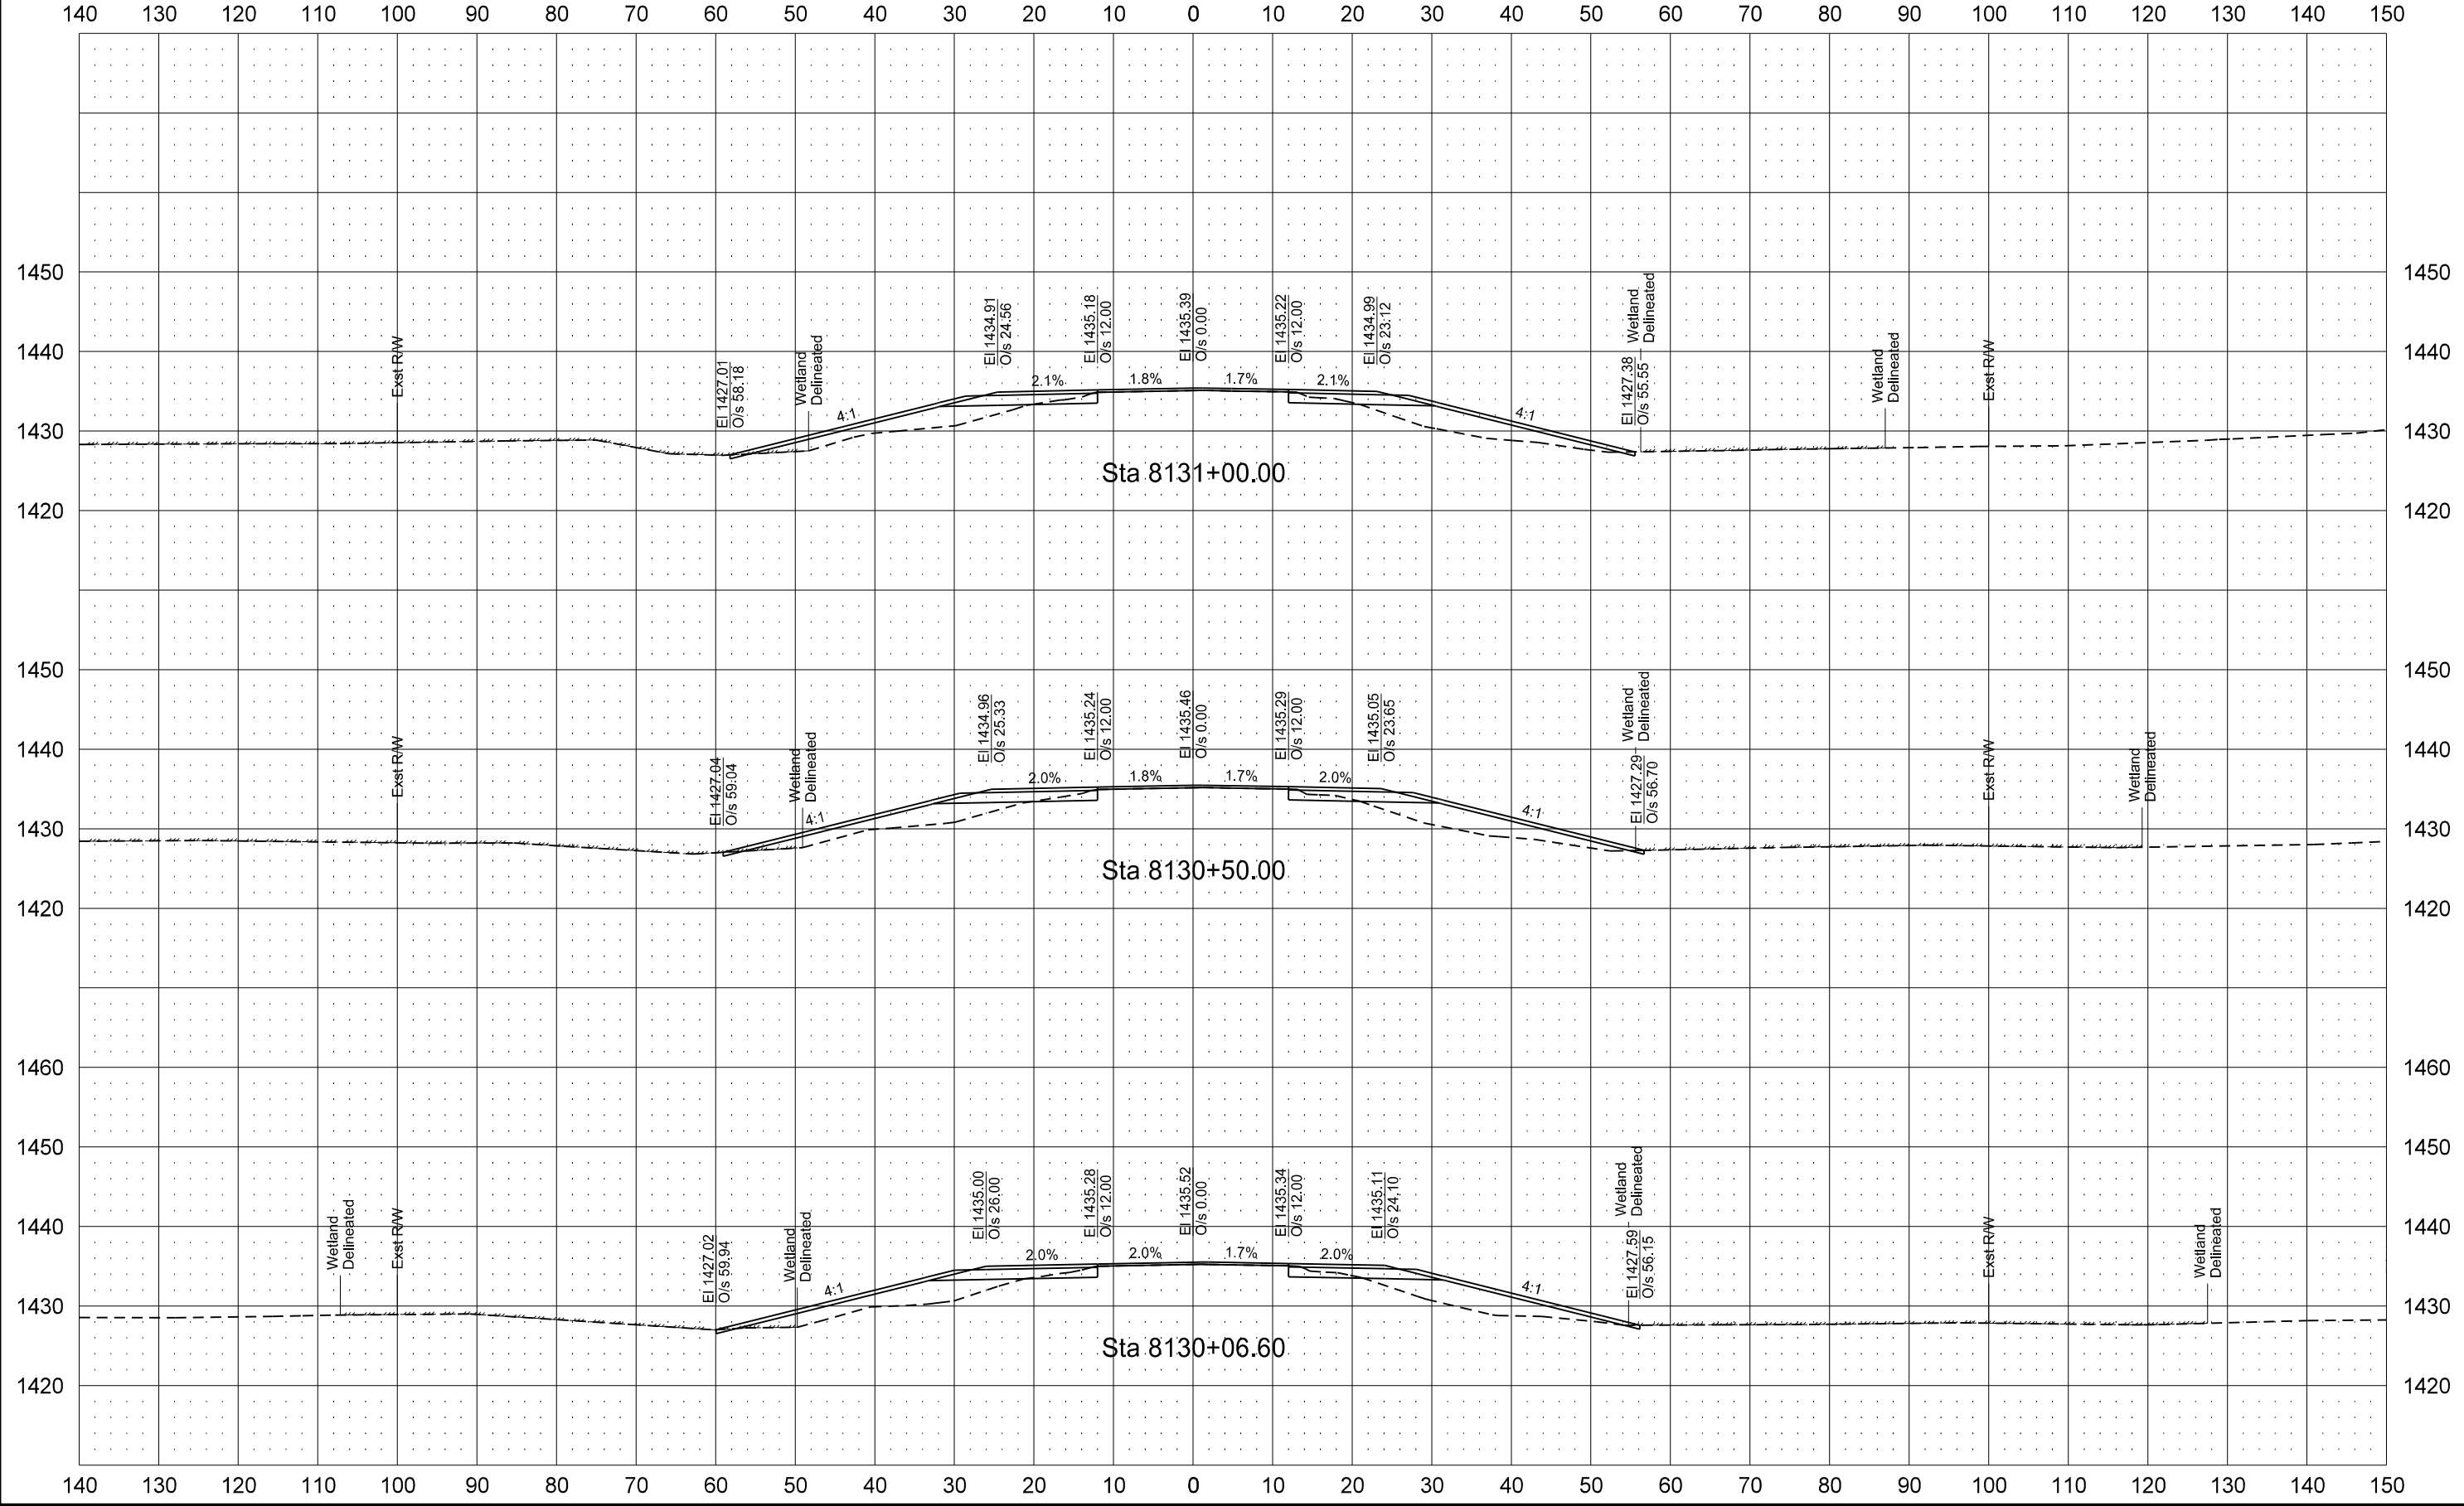 140 130 120 110 100 90 80 70 60 50 40 30 20 10 0 10 20 30 40 50 60 70 80 90 100 110 120 130 140 150
1450 1450
1440 1440
1430 1430
1420 1420
Exst R/W
El 1427.01
O/s 58.18
Wetland
Delineated
4:1
El 1434.91
O/s 24.56
2.1%
El 1435.18
O/s 12.00
1.8%
El 1435.39
O/s 0.00
1.7%
El 1435.22
O/s 12.00
2.1%
El 1434.99
O/s 23.12
4:1
El 1427.38
O/s 55.55
Wetland
Delineated
Wetland
Delineated
Exst R/W
Sta 8131+00.00
1450 1450
1440 1440
1430 1430
1420 1420
Exst R/W
El 1427.04
O/s 59.04
Wetland
Delineated
4:1
El 1434.96
O/s 25.33
2.0%
El 1435.24
O/s 12.00
1.8%
El 1435.46
O/s 0.00
1.7%
El 1435.29
O/s 12.00
2.0%
El 1435.05
O/s 23.65
4:1
El 1427.29
O/s 56.70
Wetland
Delineated
Exst R/W
Wetland
Delineated
Sta 8130+50.00
1460 1460
1450 1450
1440 1440
1430 1430
1420 1420
Wetland
Delineated
Exst R/W
El 1427.02
O/s 59.94
Wetland
Delineated
4:1
El 1435.00
O/s 26.00
2.0%
El 1435.28
O/s 12.00
2.0%
El 1435.52
O/s 0.00
1.7%
El 1435.34
O/s 12.00
2.0%
El 1435.11
O/s 24.10
4:1
El 1427.59
O/s 56.15
Wetland
Delineated
Exst R/W
Wetland
Delineated
Sta 8130+06.60
140 130 120 110 100 90 80 70 60 50 40 30 20 10 0 10 20 30 40 50 60 70 80 90 100 110 120 130 140 150